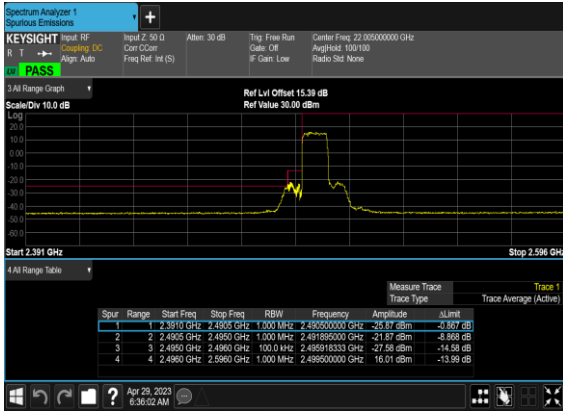 Spectrum Analyzer 1
Spurious Emissions
+
KEYSIGHT Input: RF Input Z: 50 Ω Atten: 30 dB Trig: Free Run Center Freq: 22.005000000 GHz
R T Coupling: DC Corr CCorr Gate: Off Avg|Hold: 100/100
Align: Auto Freq Ref: Int (S) IF Gain: Low Radio Std: None
PASS
3 All Range Graph
Ref Lvl Offset 15.39 dB
Scale/Div 10.0 dB Ref Value 30.00 dBm
Log
20.0
10.0
0.00
-10.0
-20.0
-30.0
-40.0
-50.0
-60.0
Start 2.391 GHz Stop 2.596 GHz
4 All Range Table
Measure Trace Trace 1
Trace Type Trace Average (Active)
Spur Range Start Freq Stop Freq RBW Frequency Amplitude ΔLimit
1 1 2.3910 GHz 2.4905 GHz 1.000 MHz 2.490500000 GHz -25.87 dBm -0.867 dB
2 2 2.4905 GHz 2.4950 GHz 1.000 MHz 2.491895000 GHz -21.87 dBm -8.868 dB
3 3 2.4950 GHz 2.4960 GHz 100.0 kHz 2.495918333 GHz -27.58 dBm -14.58 dB
4 4 2.4960 GHz 2.5960 GHz 1.000 MHz 2.499500000 GHz 16.01 dBm -13.99 dB
? Apr 29, 2023
6:36:02 AM